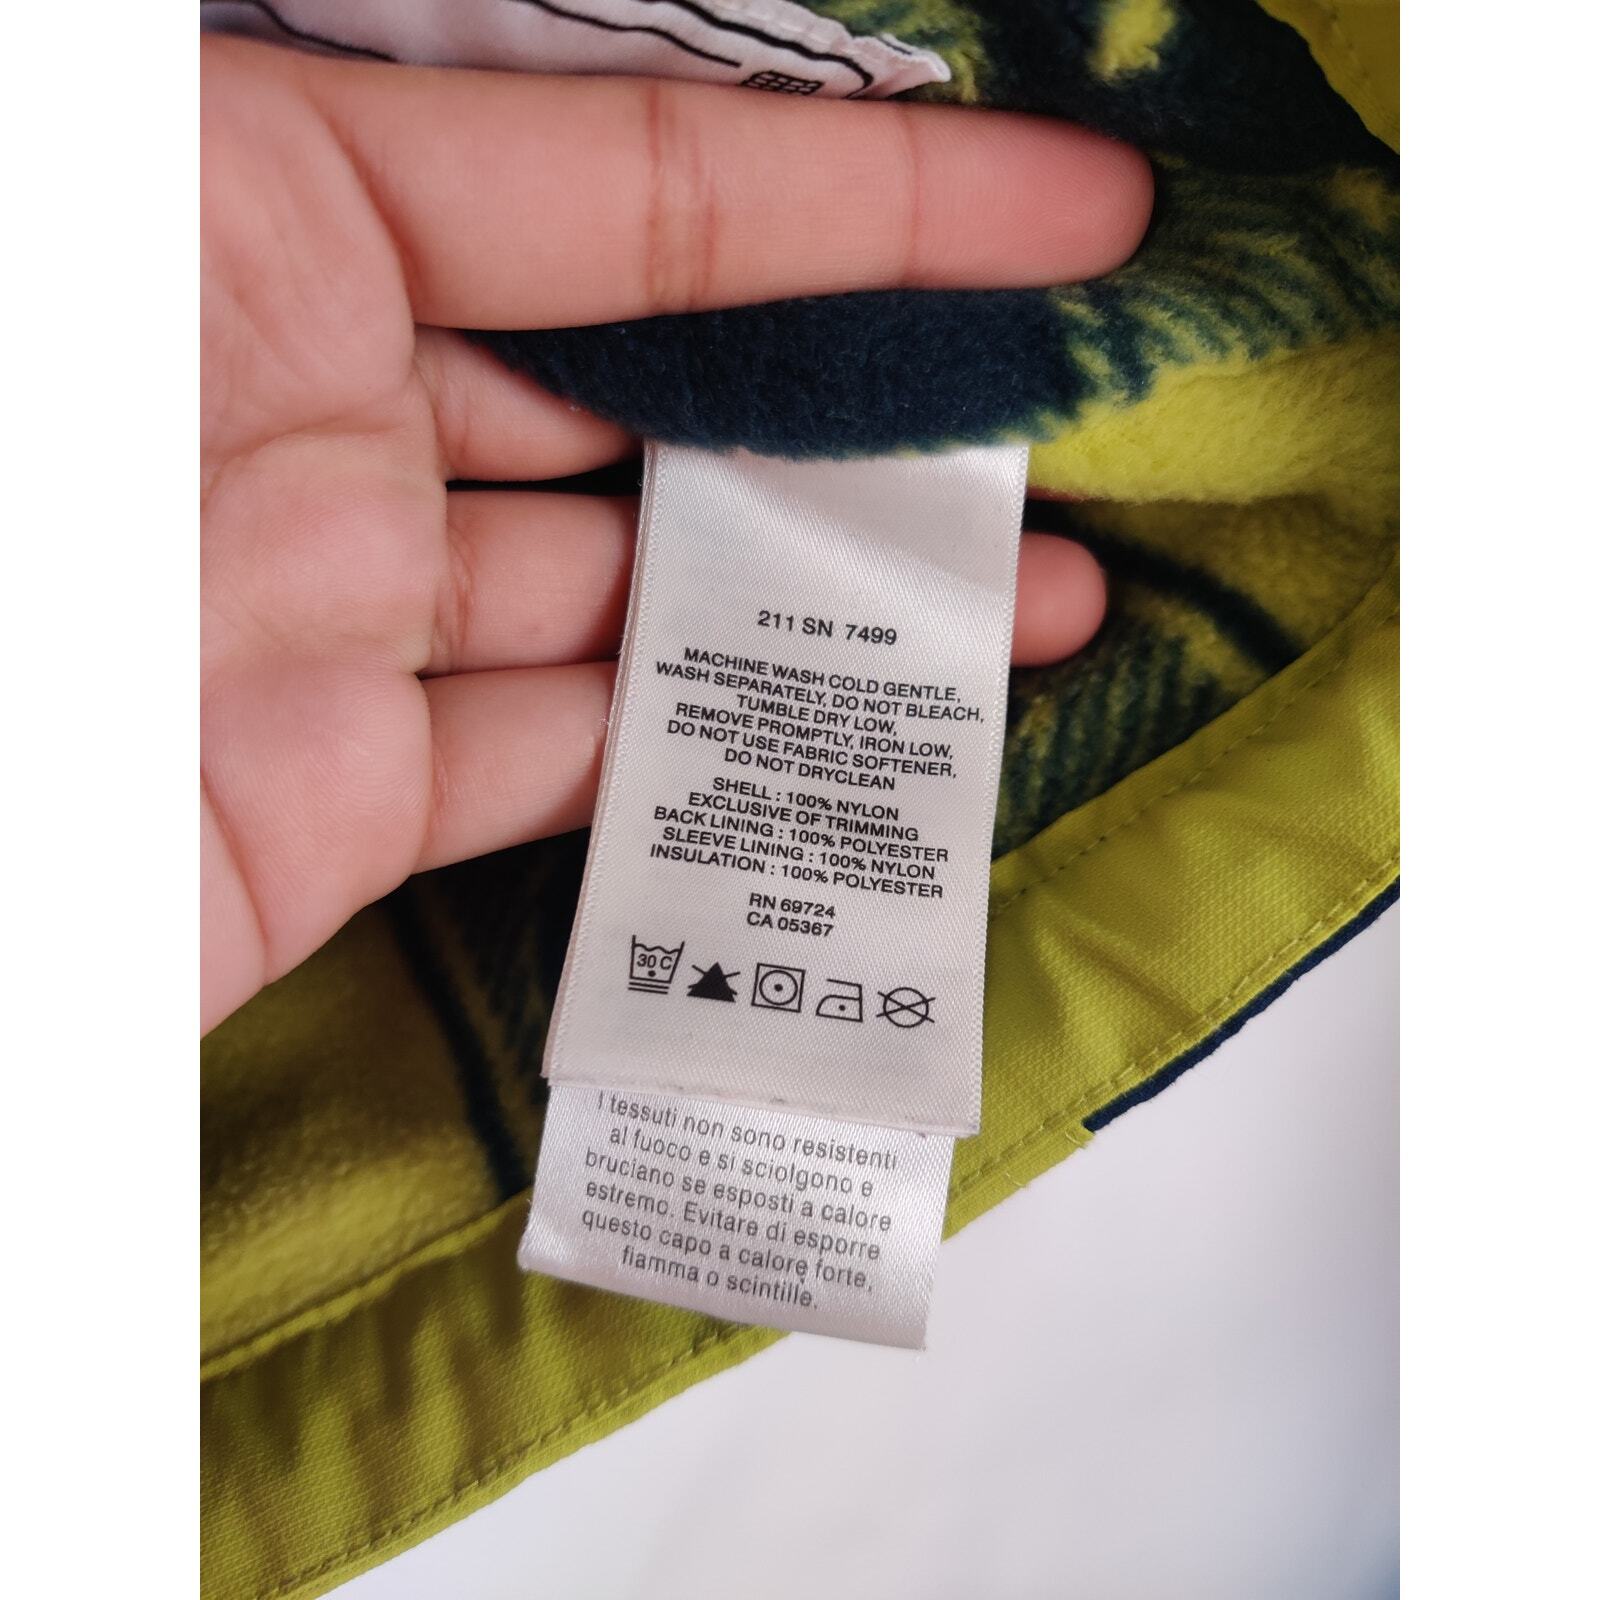 211 SN 7499
MACHINE WASH COLD GENTLE,
WASH SEPARATELY, DO NOT BLEACH,
TUMBLE DRY LOW,
REMOVE PROMPTLY, IRON LOW,
DO NOT USE FABRIC SOFTENER,
DO NOT DRYCLEAN
SHELL : 100% NYLON
EXCLUSIVE OF TRIMMING
BACK LINING : 100% POLYESTER
SLEEVE LINING : 100% NYLON
INSULATION : 100% POLYESTER
RN 69724
CA 05367
30 C
I tessuti non sono resistenti
al fuoco e si sciolgono e
bruciano se esposti a calore
estremo. Evitare di esporre
questo capo a calore forte,
fiamma o scintille.